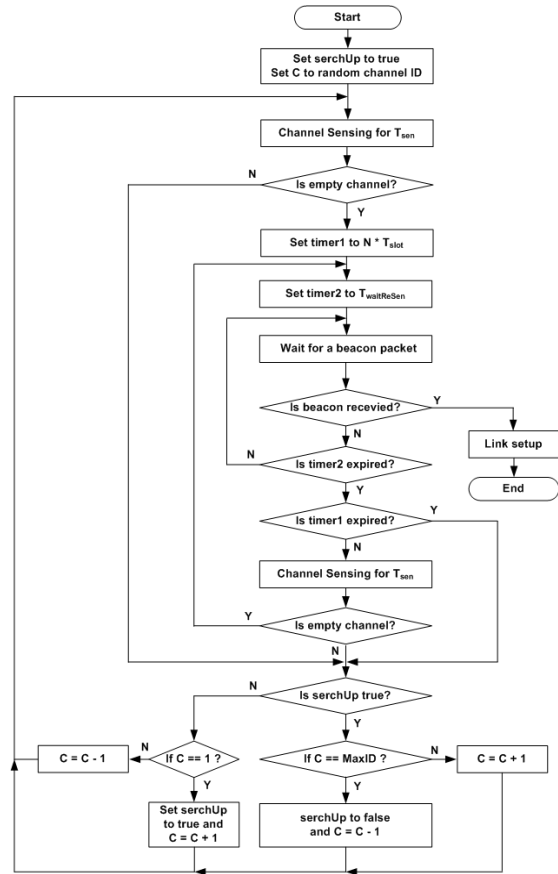 Start
Set serchUp to true
Set C to random channel ID
Channel Sensing for Tsen
N
Is empty channel?
Y
Set timer1 to N * Tslot
Set timer2 to TwaitReSen
Wait for a beacon packet
Is beacon recevied?
Y
N
Link setup
N
Is timer2 expired?
End
Y
Is timer1 expired?
Y
N
Channel Sensing for Tsen
Y
Is empty channel?
N
N
Is serchUp true?
Y
C = C - 1
N
If C == 1 ?
If C == MaxID ?
N
C = C + 1
Y
Y
Set serchUp
to true and
C = C + 1
serchUp to false
and C = C - 1